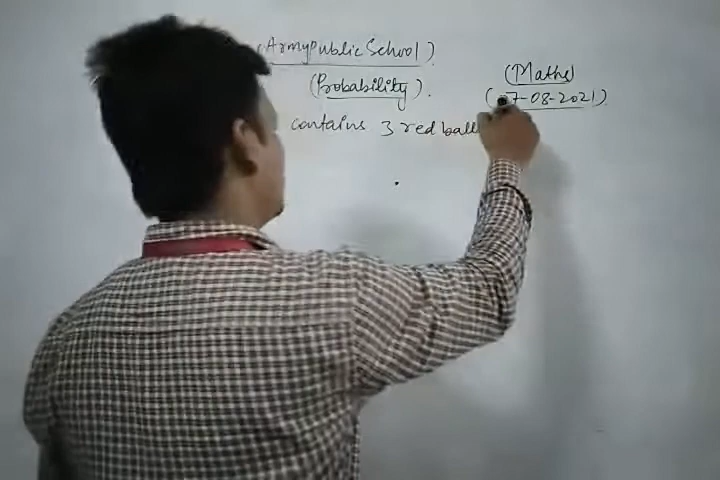 (Army Public School)
(Probability).
(Maths)
7-08-2021)
contains 3 red ball